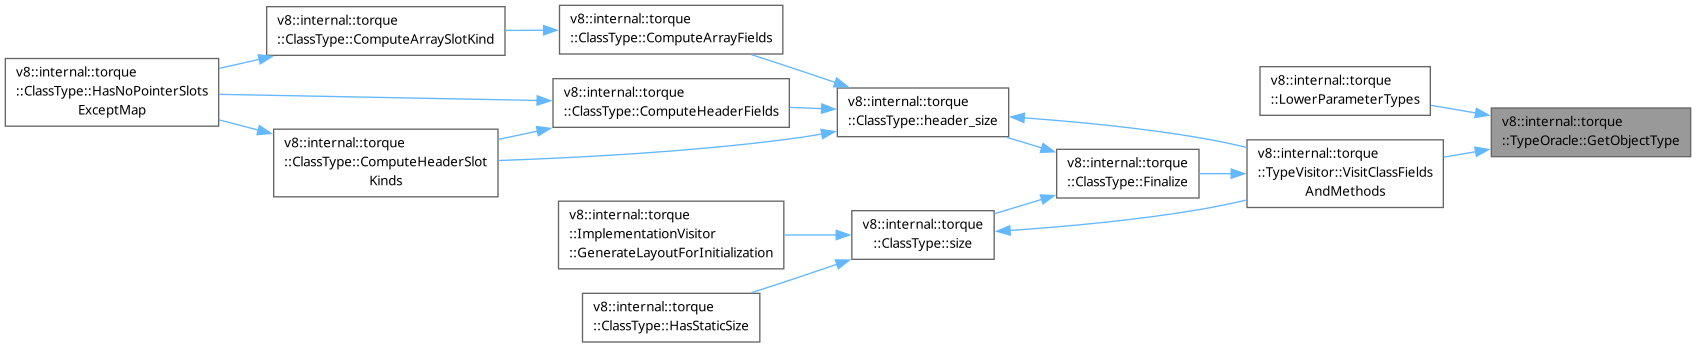 v8::internal::torque
::ClassType::HasNoPointerSlots
ExceptMap
v8::internal::torque
::ClassType::ComputeArraySlotKind
v8::internal::torque
::ClassType::ComputeHeaderSlot
Kinds
v8::internal::torque
::ClassType::ComputeArrayFields
v8::internal::torque
::ClassType::ComputeHeaderFields
v8::internal::torque
::ImplementationVisitor
::GenerateLayoutForInitialization
v8::internal::torque
::ClassType::HasStaticSize
v8::internal::torque
::ClassType::header_size
v8::internal::torque
::ClassType::size
v8::internal::torque
::ClassType::Finalize
v8::internal::torque
::LowerParameterTypes
v8::internal::torque
::TypeVisitor::VisitClassFields
AndMethods
v8::internal::torque
::TypeOracle::GetObjectType